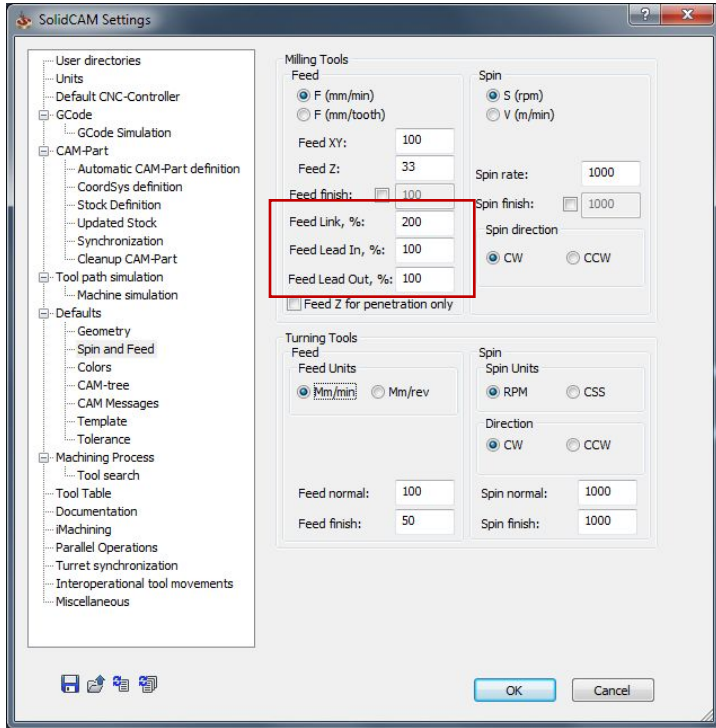 SolidCAM Settings
User directories
Units
Default CNC-Controller
GCode
GCode Simulation
CAM-Part
Automatic CAM-Part definition
CoordSys definition
Stock Definition
Updated Stock
Synchronization
Cleanup CAM-Part
Tool path simulation
Machine simulation
Defaults
Geometry
Spin and Feed
Colors
CAM-tree
CAM Messages
Template
Tolerance
Machining Process
Tool search
Tool Table
Documentation
iMachining
Parallel Operations
Turret synchronization
Interoperational tool movements
Miscellaneous
Milling Tools
Feed
F (mm/min)
F (mm/tooth)
Feed XY: 100
Feed Z: 33
Feed finish: 100
Feed Link, %: 200
Feed Lead In, %: 100
Feed Lead Out, %: 100
Feed Z for penetration only
Spin
S (rpm)
V (m/min)
Spin rate: 1000
Spin finish: 1000
Spin direction
CW CCW
Turning Tools
Feed
Feed Units
Mm/min Mm/rev
Feed normal: 100
Feed finish: 50
Spin
Spin Units
RPM CSS
Direction
CW CCW
Spin normal: 1000
Spin finish: 1000
OK Cancel